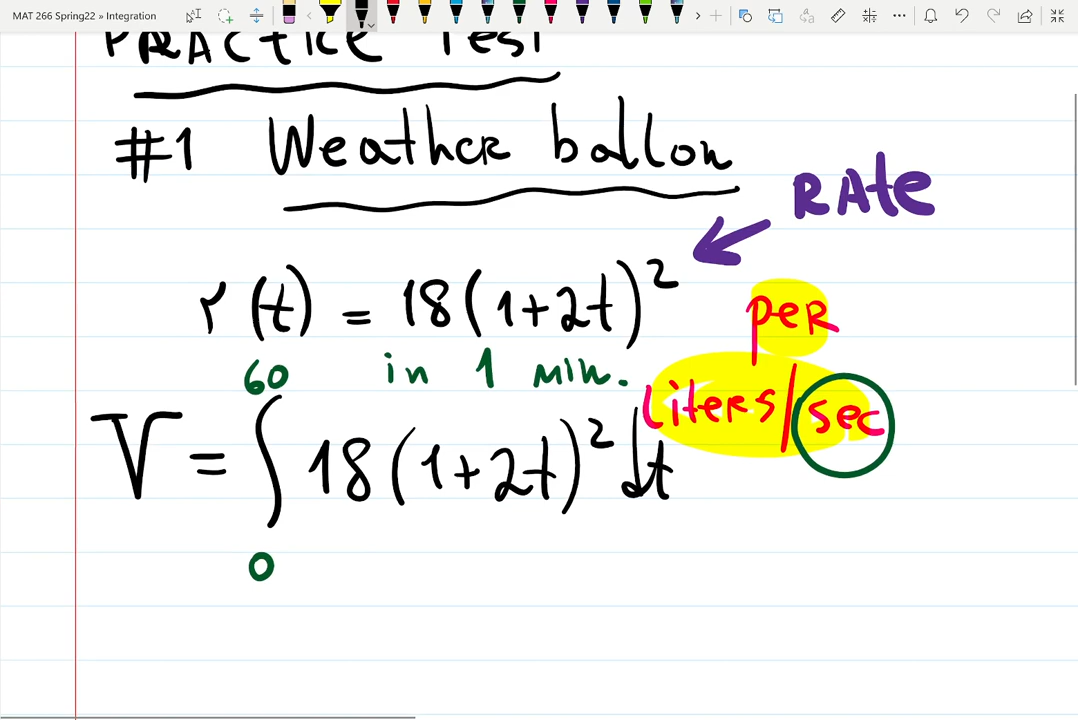 MAT 266 Spring22 » Integration
PRACTICE TEST
#1 Weather ballon
RAte
r(t) = 18(1+2t)²
per
60 in 1 min.
liters/sec
V = ∫ 18(1+2t)² dt
0